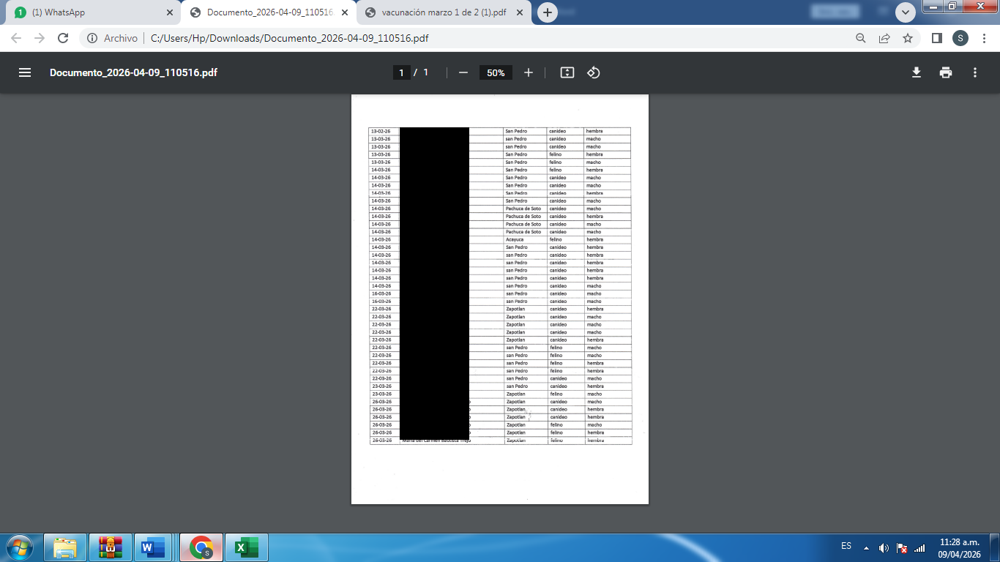 (1) WhatsApp
Documento_2026-04-09_110516.
vacunación marzo 1 de 2 (1).pdf
Archivo
C:/Users/Hp/Downloads/Documento_2026-04-09_110516.pdf
S
Documento_2026-04-09_110516.pdf
1 / 1
50%
13-02-26 San Pedro canideo hembra
13-03-26 san Pedro canideo macho
13-03-26 san Pedro canideo macho
13-03-26 San Pedro felino hembra
13-03-26 San Pedro felino macho
14-03-26 San Pedro felino hembra
14-03-26 San Pedro canideo macho
14-03-26 San Pedro canideo macho
14-03-26 San Pedro canideo hembra
14-03-26 San Pedro canideo macho
14-03-26 Pachuca de Soto canideo macho
14-03-26 Pachuca de Soto canideo hembra
14-03-26 Pachuca de Soto canideo macho
14-03-26 Pachuca de Soto canideo macho
14-03-26 Acayuca felino hembra
14-03-26 San Pedro canideo hembra
14-03-26 san Pedro canideo hembra
14-03-26 san Pedro canideo hembra
14-03-26 san Pedro canideo hembra
14-03-26 san Pedro canideo hembra
14-03-26 san Pedro canideo macho
16-03-26 san Pedro canideo macho
16-03-26 san Pedro canideo macho
22-03-26 Zapotlan canideo hembra
22-03-26 Zapotlan canideo macho
22-03-26 Zapotlan canideo macho
22-03-26 Zapotlan canideo macho
22-03-26 Zapotlan canideo hembra
22-03-26 san Pedro felino macho
22-03-26 san Pedro felino macho
22-03-26 san Pedro felino hembra
22-03-26 san Pedro felino hembra
22-03-26 san Pedro canideo macho
23-03-26 san Pedro canideo hembra
23-03-26 Zapotlan felino macho
26-03-26 Zapotlan canideo macho
26-03-26 Zapotlan canideo hembra
26-03-26 Zapotlan canideo hembra
26-03-26 Zapotlan felino macho
26-03-26 Zapotlan felino hembra
26-03-26 Maria del Carmen Bautista Trejo Zapotlan felino hembra
ES
11:28 a.m.
09/04/2026